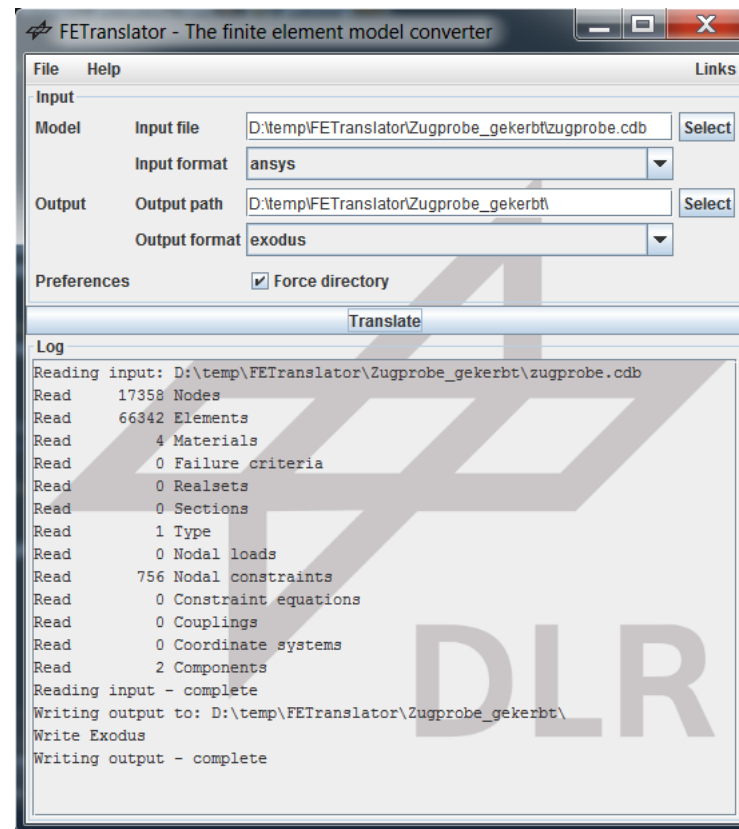 FETranslator - The finite element model converter
File Help Links
Input
Model Input file D:\temp\FETranslator\Zugprobe_gekerbt\zugprobe.cdb Select
Input format ansys
Output Output path D:\temp\FETranslator\Zugprobe_gekerbt\ Select
Output format exodus
Preferences Force directory
Translate
Log
Reading input: D:\temp\FETranslator\Zugprobe_gekerbt\zugprobe.cdb
Read 17358 Nodes
Read 66342 Elements
Read 4 Materials
Read 0 Failure criteria
Read 0 Realsets
Read 0 Sections
Read 1 Type
Read 0 Nodal loads
Read 756 Nodal constraints
Read 0 Constraint equations
Read 0 Couplings
Read 0 Coordinate systems
Read 2 Components
Reading input - complete
Writing output to: D:\temp\FETranslator\Zugprobe_gekerbt\
Write Exodus
Writing output - complete
DLR